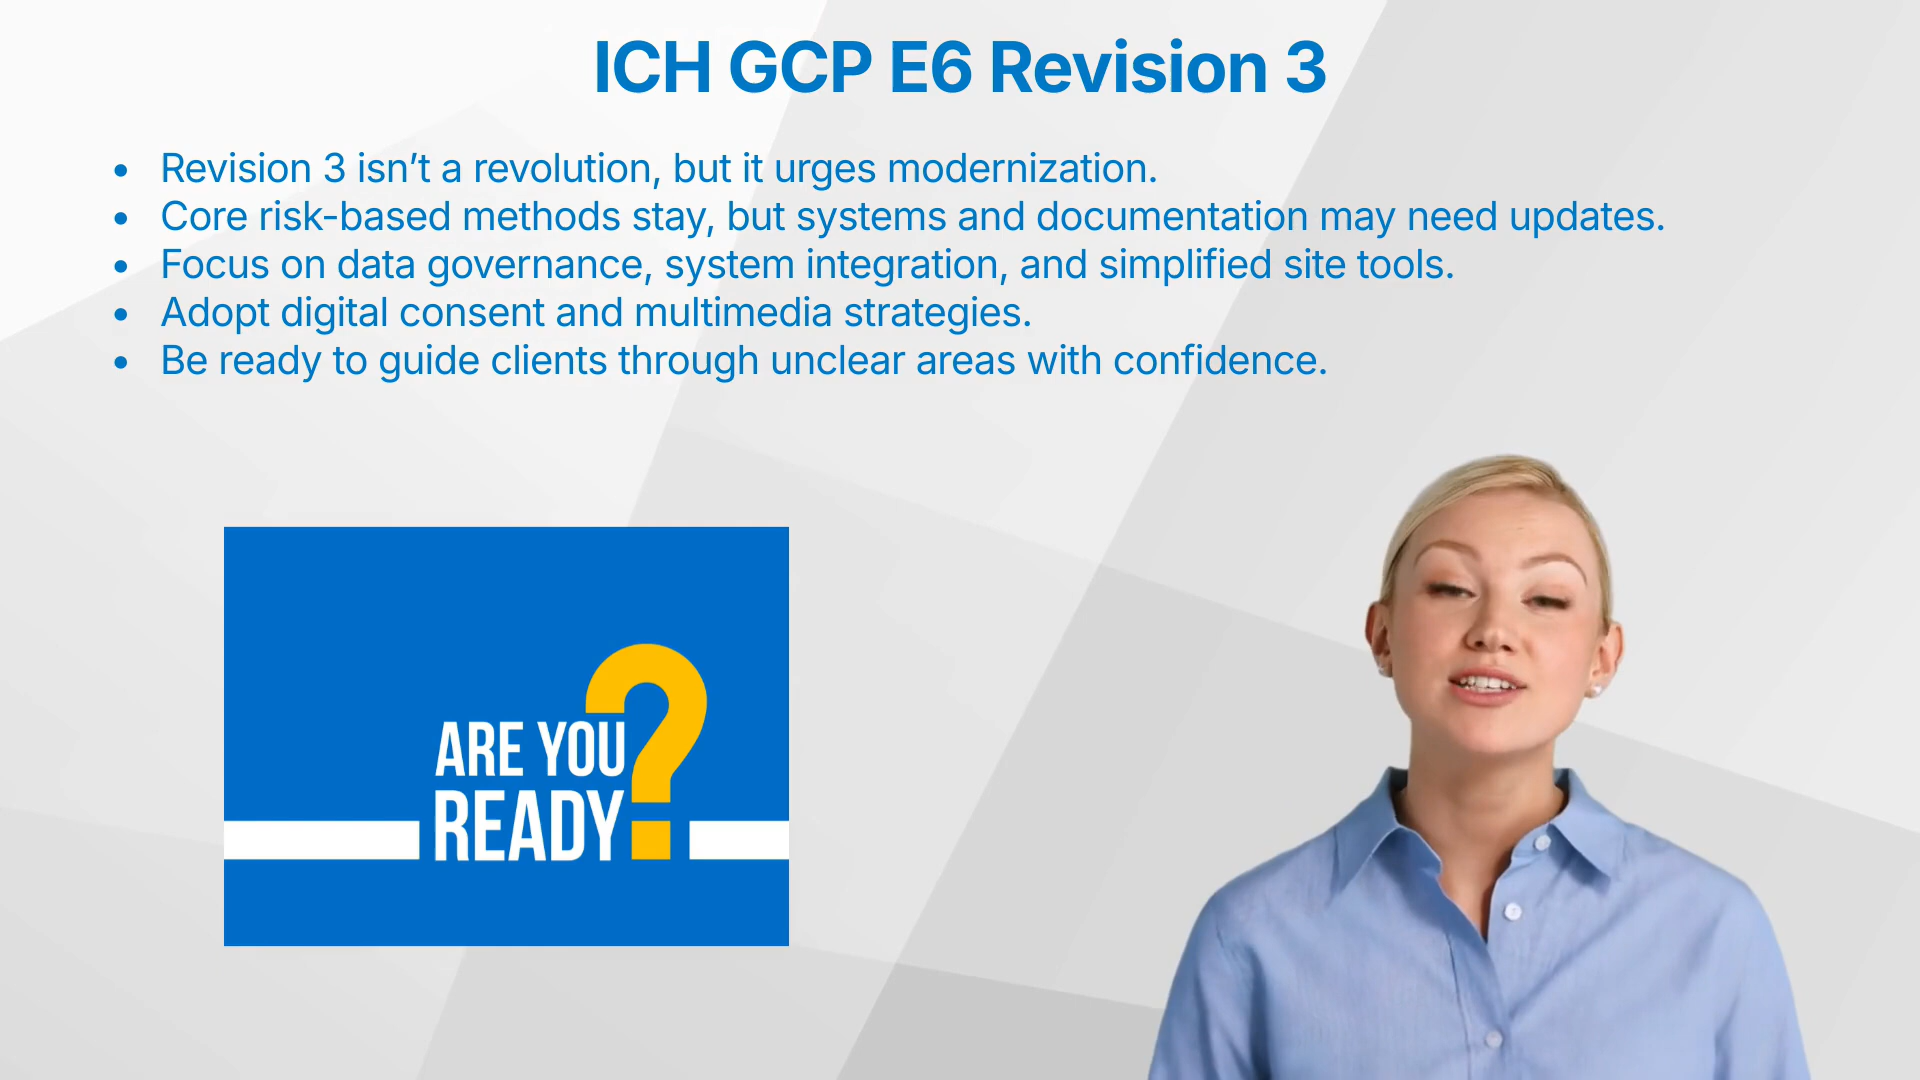 ICH GCP E6 Revision 3
• Revision 3 isn’t a revolution, but it urges modernization.
• Core risk-based methods stay, but systems and documentation may need updates.
• Focus on data governance, system integration, and simplified site tools.
• Adopt digital consent and multimedia strategies.
• Be ready to guide clients through unclear areas with confidence.
ARE YOU
READY?